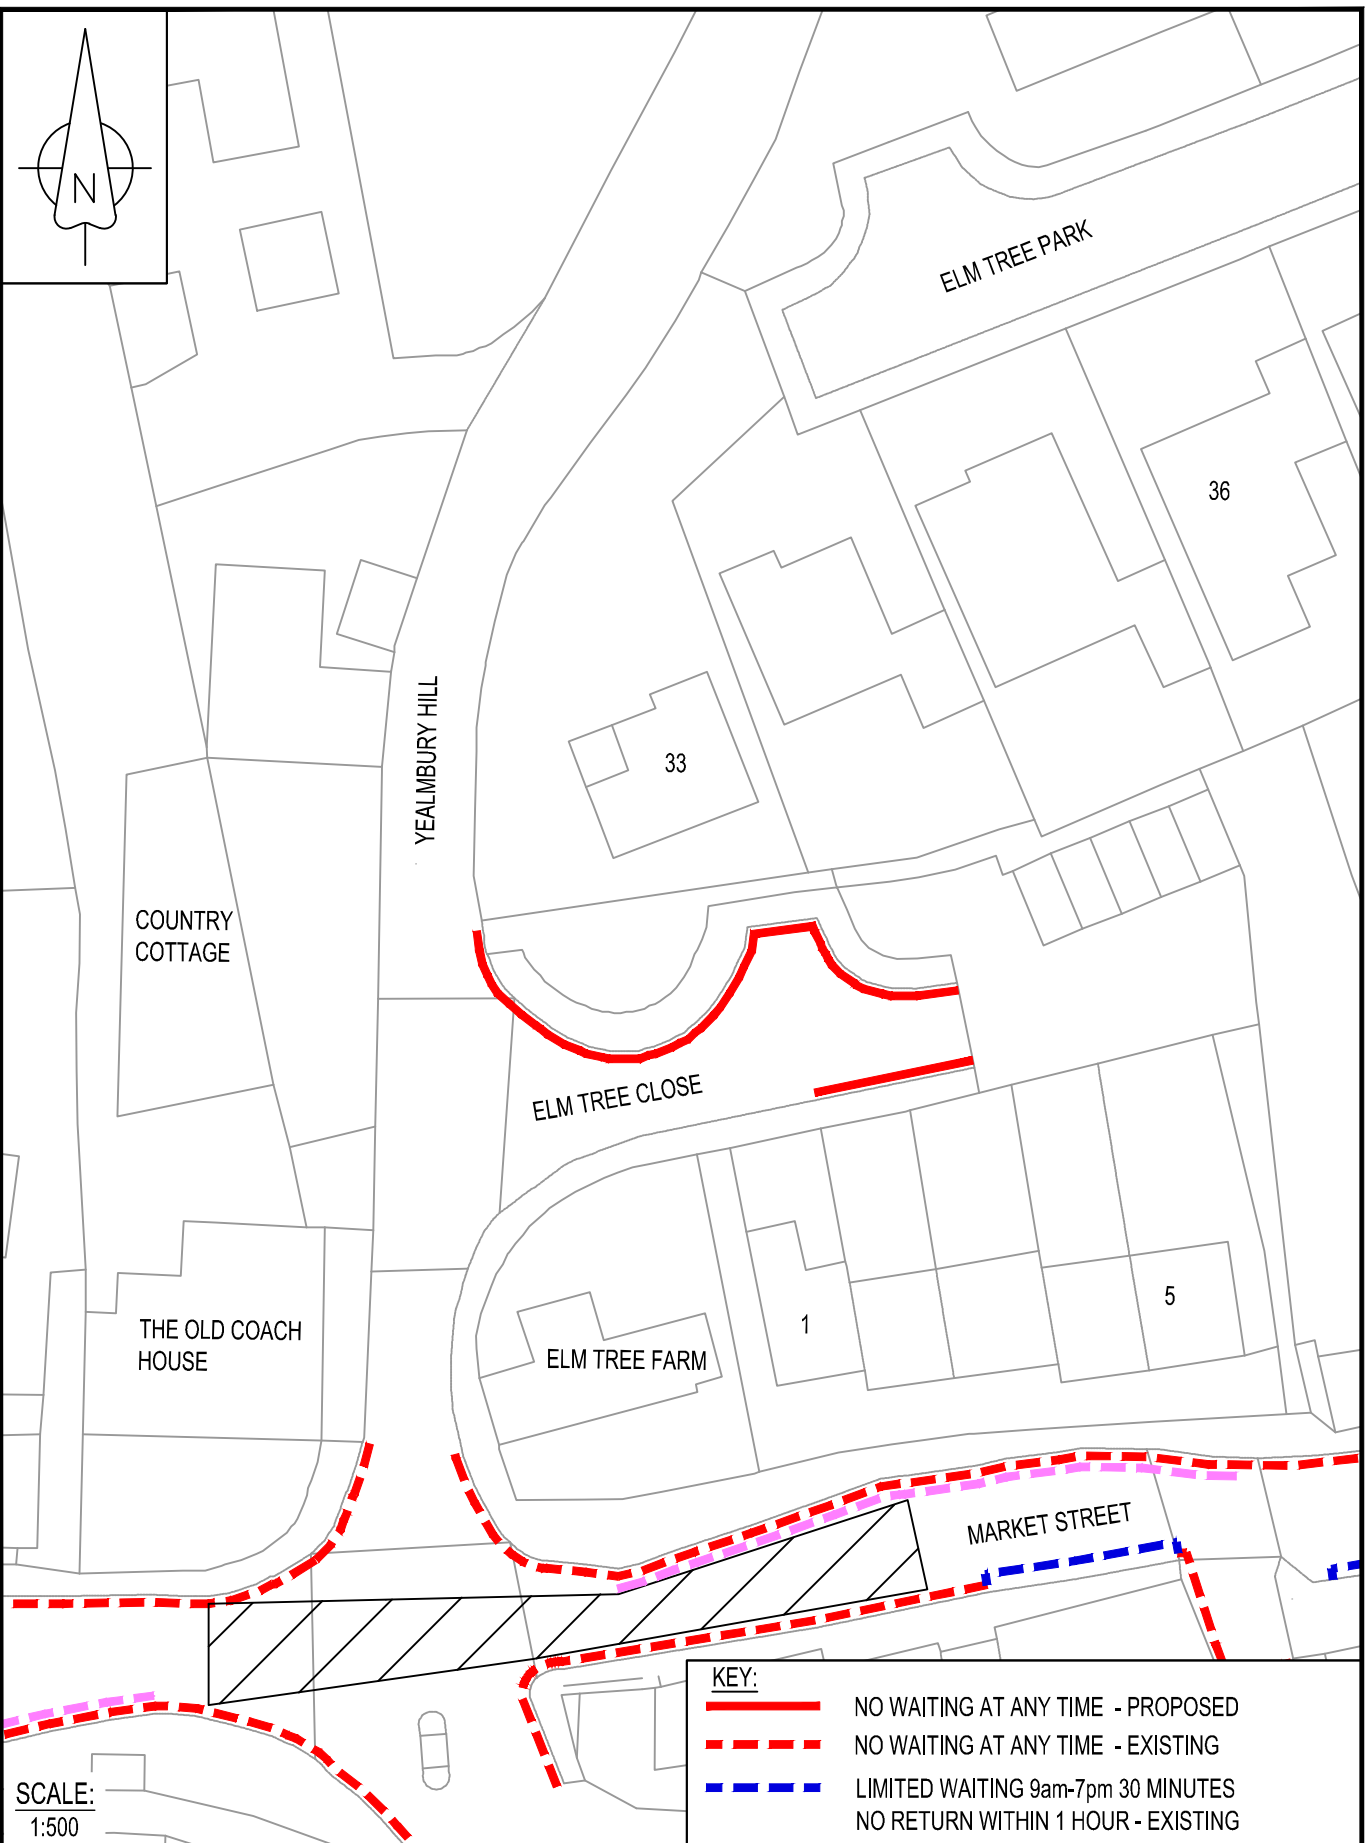 N
ELM TREE PARK
36
YEALMBURY HILL
33
COUNTRY
COTTAGE
ELM TREE CLOSE
THE OLD COACH
HOUSE
ELM TREE FARM
1
5
MARKET STREET
KEY:
NO WAITING AT ANY TIME - PROPOSED
NO WAITING AT ANY TIME - EXISTING
LIMITED WAITING 9am-7pm 30 MINUTES
NO RETURN WITHIN 1 HOUR - EXISTING
SCALE:
1:500